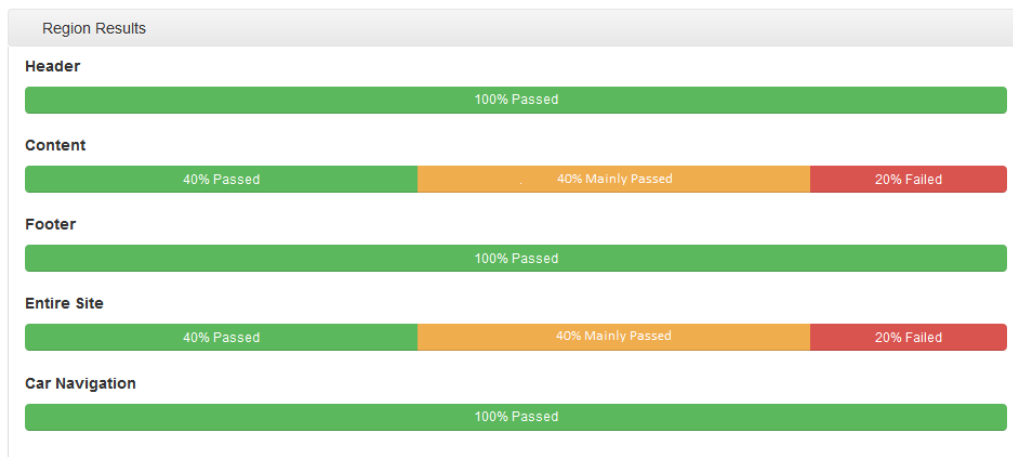 Region Results
Header
100% Passed
Content
40% Passed 40% Mainly Passed 20% Failed
Footer
100% Passed
Entire Site
40% Passed 40% Mainly Passed 20% Failed
Car Navigation
100% Passed